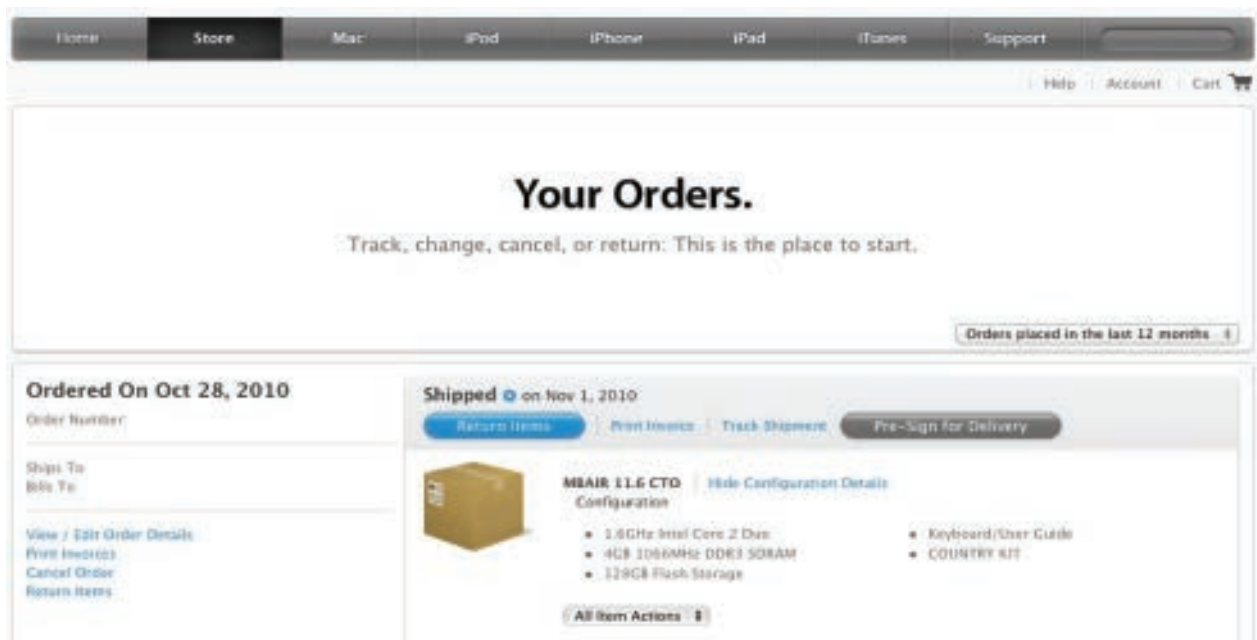 Home Store Mac iPod iPhone iPad iTunes Support
Help Account Cart
Your Orders.
Track, change, cancel, or return: This is the place to start.
Orders placed in the last 12 months
Ordered On Oct 28, 2010
Order Number
Ships To
Bills To
View / Edit Order Details
Print Invoices
Cancel Order
Return Items
Shipped on Nov 1, 2010
Return Items Print Invoice Track Shipment Pre-Sign for Delivery
MBAIR 11.6 CTO Hide Configuration Details
Configuration
1.6GHz Intel Core 2 Duo
4GB 1066MHz DDR3 SDRAM
128GB Flash Storage
Keyboard/User Guide
COUNTRY KIT
All Item Actions